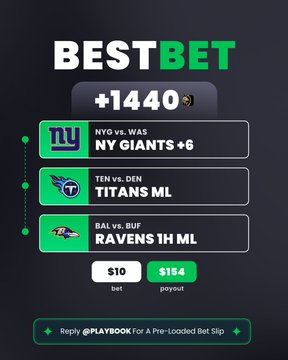 BESTBET
+1440
ny
NYG vs. WAS
NY GIANTS +6
T
TEN vs. DEN
TITANS ML
BAL vs. BUF
RAVENS 1H ML
$10
$154
bet
payout
Reply @PLAYBOOK For A Pre-Loaded Bet Slip